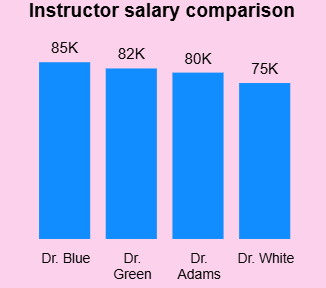 Instructor salary comparison
85K
82K
80K
75K
Dr. Blue
Dr.
Green
Dr.
Adams
Dr. White